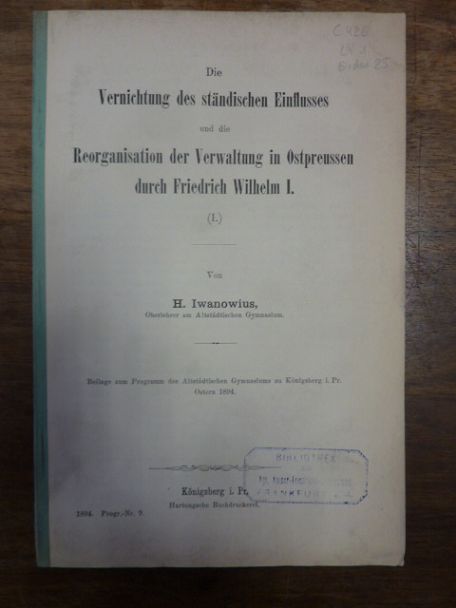 Die
Vernichtung des ständischen Einflusses
und die
Reorganisation der Verwaltung in Ostpreussen
durch Friedrich Wilhelm I.
(I.)
Von
H. Iwanowius,
Oberlehrer am Altstädtischen Gymnasium.
Beilage zum Programm des Altstädtischen Gymnasiums zu Königsberg i. Pr.
Ostern 1894.
Königsberg i. Pr.
Hartungsche Buchdruckerei.
1894. Progr.-Nr. 9.
BIBLIOTHEK
FRANKFURT